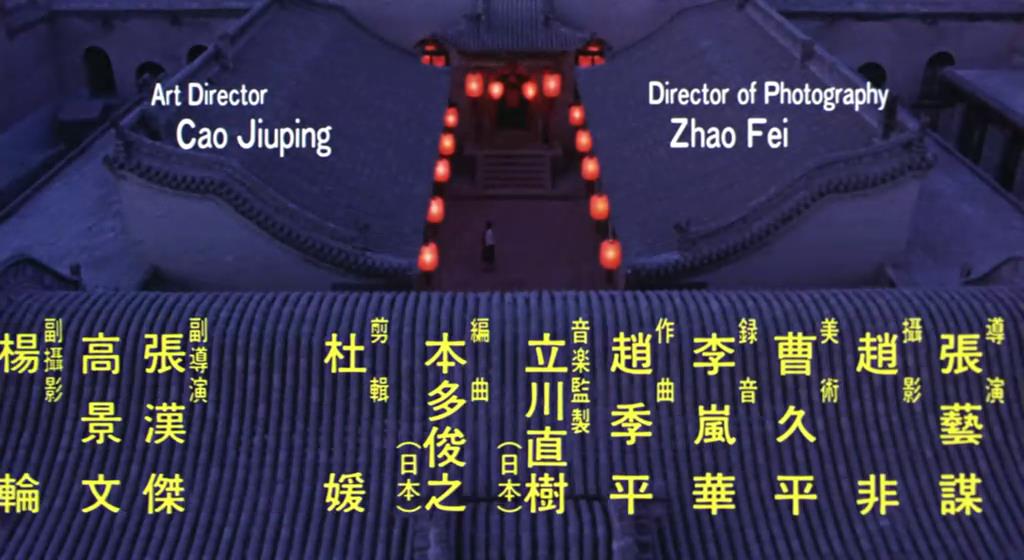 Art Director
Cao Jiuping
Director of Photography
Zhao Fei
導演
張藝謀
攝影
趙非
美術
曹久平
録音
李嵐華
作曲
趙季平
音楽監製
立川直樹
(日本)
編曲
本多俊之
(日本)
剪輯
杜媛
副導演
張漢傑
高景文
副攝影
楊輪